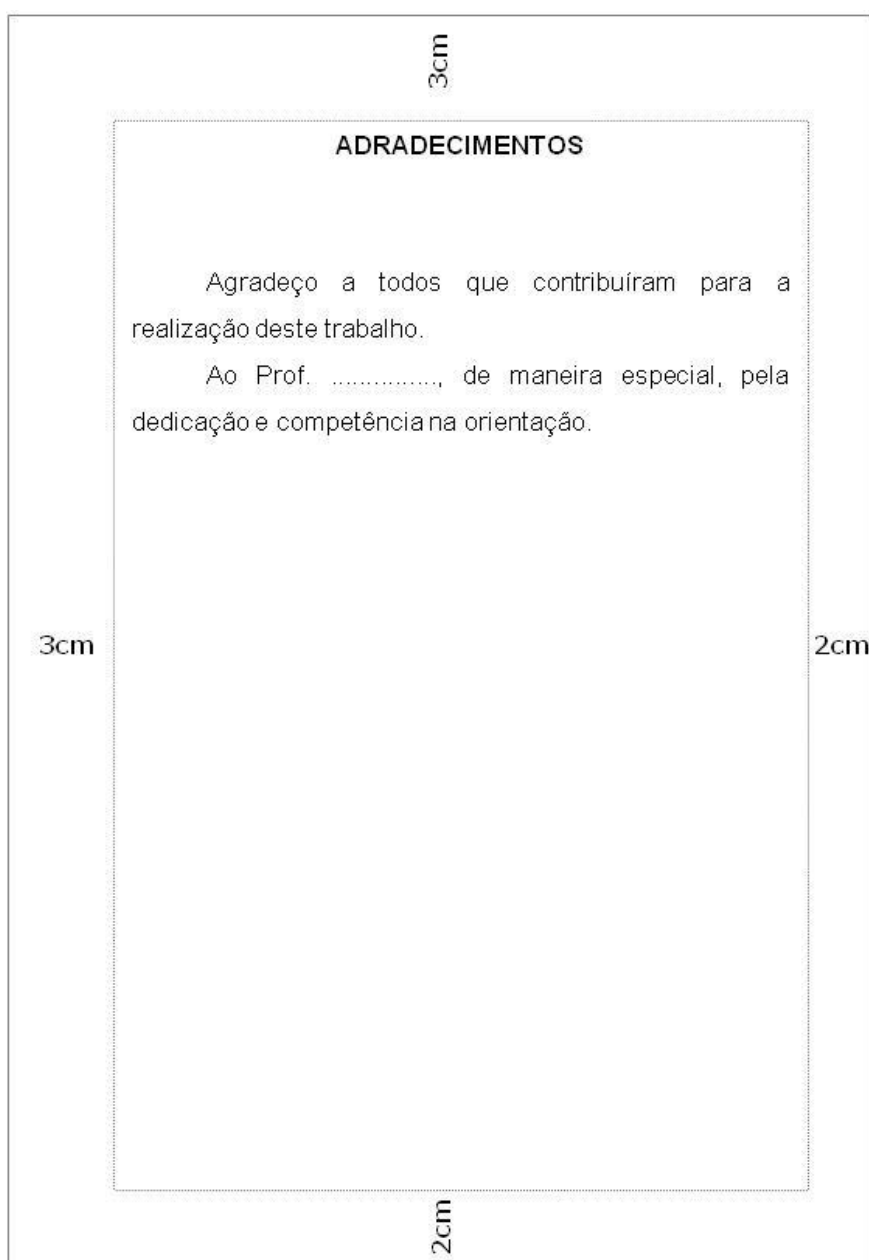 3cm
ADRADECIMENTOS
Agradeço a todos que contribuíram para a
realização deste trabalho.
Ao Prof. ..............., de maneira especial, pela
dedicação e competência na orientação.
3cm
2cm
2cm